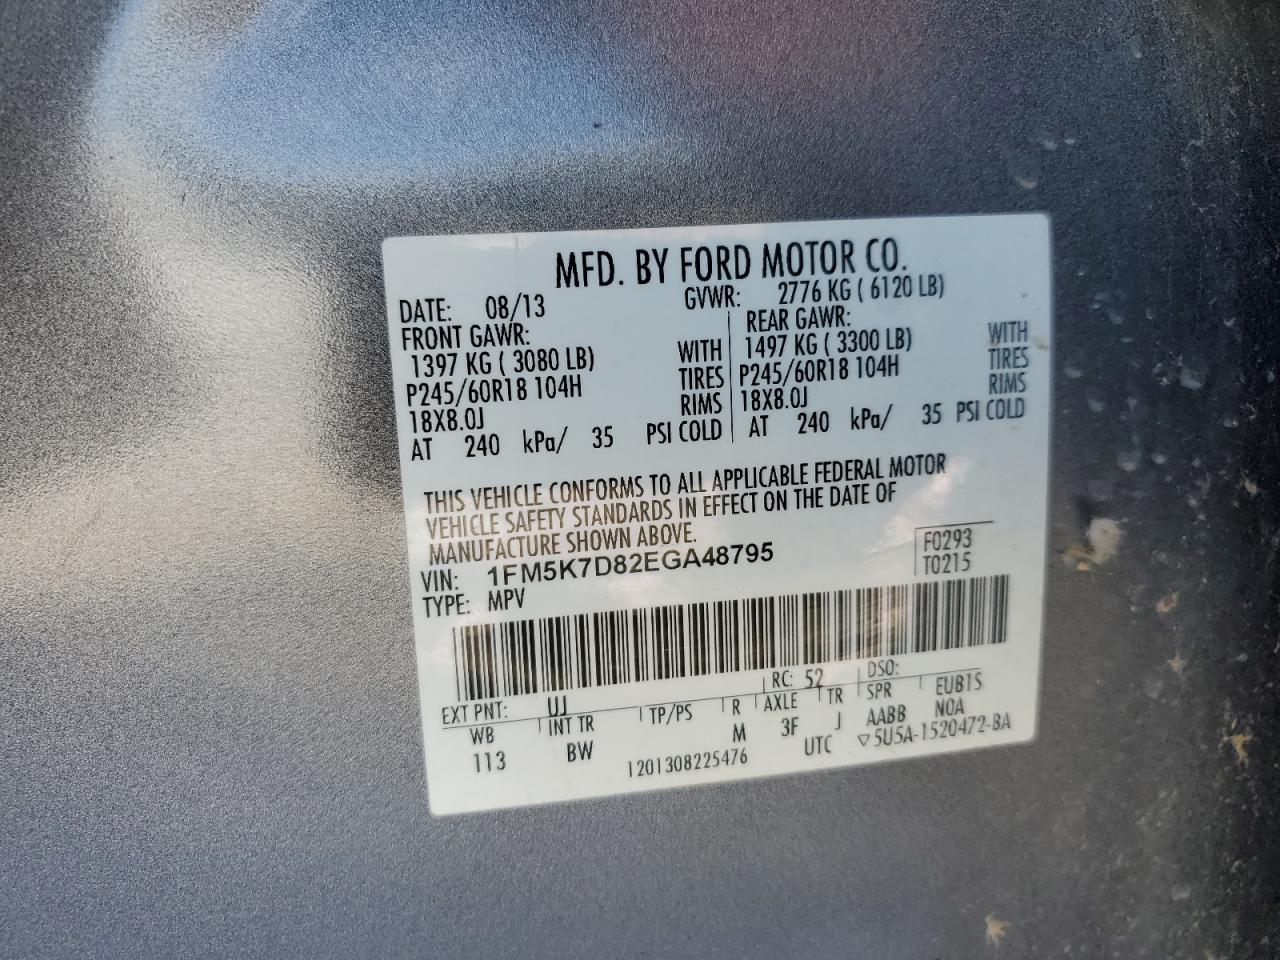 MFD. BY FORD MOTOR CO.
DATE: 08/13 GVWR: 2776 KG ( 6120 LB)
FRONT GAWR: REAR GAWR:
1397 KG ( 3080 LB) WITH 1497 KG ( 3300 LB) WITH
P245/60R18 104H TIRES P245/60R18 104H TIRES
18X8.0J RIMS 18X8.0J RIMS
AT 240 kPa/ 35 PSI COLD AT 240 kPa/ 35 PSI COLD
THIS VEHICLE CONFORMS TO ALL APPLICABLE FEDERAL MOTOR
VEHICLE SAFETY STANDARDS IN EFFECT ON THE DATE OF
MANUFACTURE SHOWN ABOVE.
VIN: 1FM5K7D82EGA48795 F0293
TYPE: MPV T0215
EXT PNT: UJ RC: 52 DSO:
WB INT TR TP/PS R AXLE TR SPR EUB1S
113 BW M 3F J AABB NOA
1201308225476 UTC ▽5U5A-1520472-BA